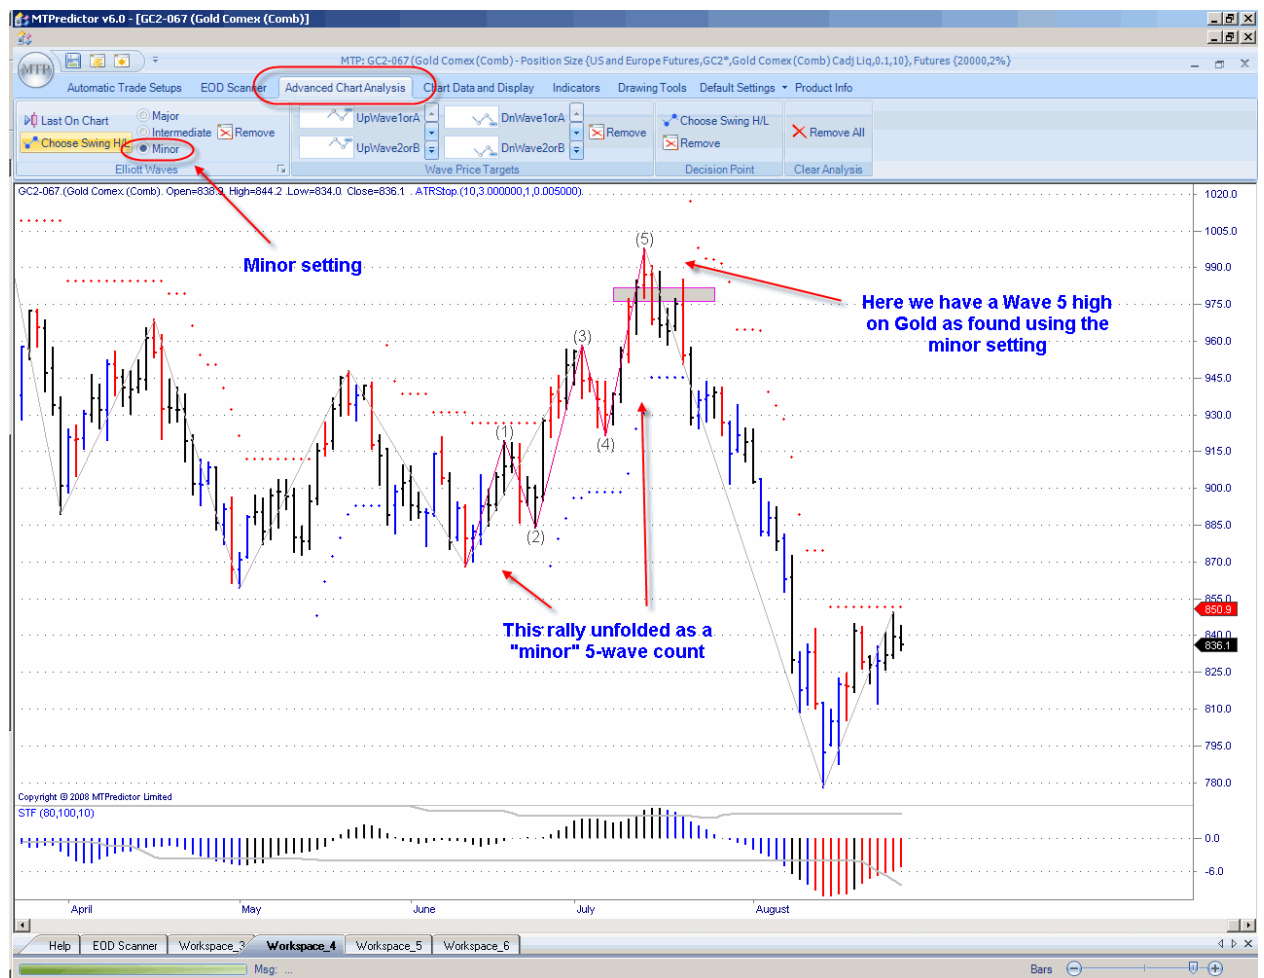 MTPredictor v6.0 - [GC2-067 (Gold Comex (Comb)]
MTP: GC2-067 (Gold Comex (Comb) - Position Size {US and Europe Futures,GC2*,Gold Comex (Comb) Cadj Liq,0.1,10}, Futures {20000,2%}
MTP
Automatic Trade Setups EOD Scanner Advanced Chart Analysis Chart Data and Display Indicators Drawing Tools Default Settings Product Info
Last On Chart
Choose Swing H/L
Major
Intermediate
Minor
Remove
Elliott Waves
UpWave1orA
UpWave2orB
DnWave1orA
DnWave2orB
Remove
Wave Price Targets
Choose Swing H/L
Remove
Decision Point
Remove All
Clear Analysis
GC2-067 (Gold Comex (Comb). Open=838.9 High=844.2 Low=834.0 Close=836.1 ATRStop (10,3.000000,1,0.005000)
Minor setting
Here we have a Wave 5 high
on Gold as found using the
minor setting
(1)
(2)
(3)
(4)
(5)
This rally unfolded as a
"minor" 5-wave count
1020.0
1005.0
990.0
975.0
960.0
945.0
930.0
915.0
900.0
885.0
870.0
855.0
850.9
840.0
836.1
825.0
810.0
795.0
780.0
Copyright © 2008 MTPredictor Limited
STF (80,100,10)
0.0
-6.0
April May June July August
Help EOD Scanner Workspace_3 Workspace_4 Workspace_5 Workspace_6
Msg: ...
Bars